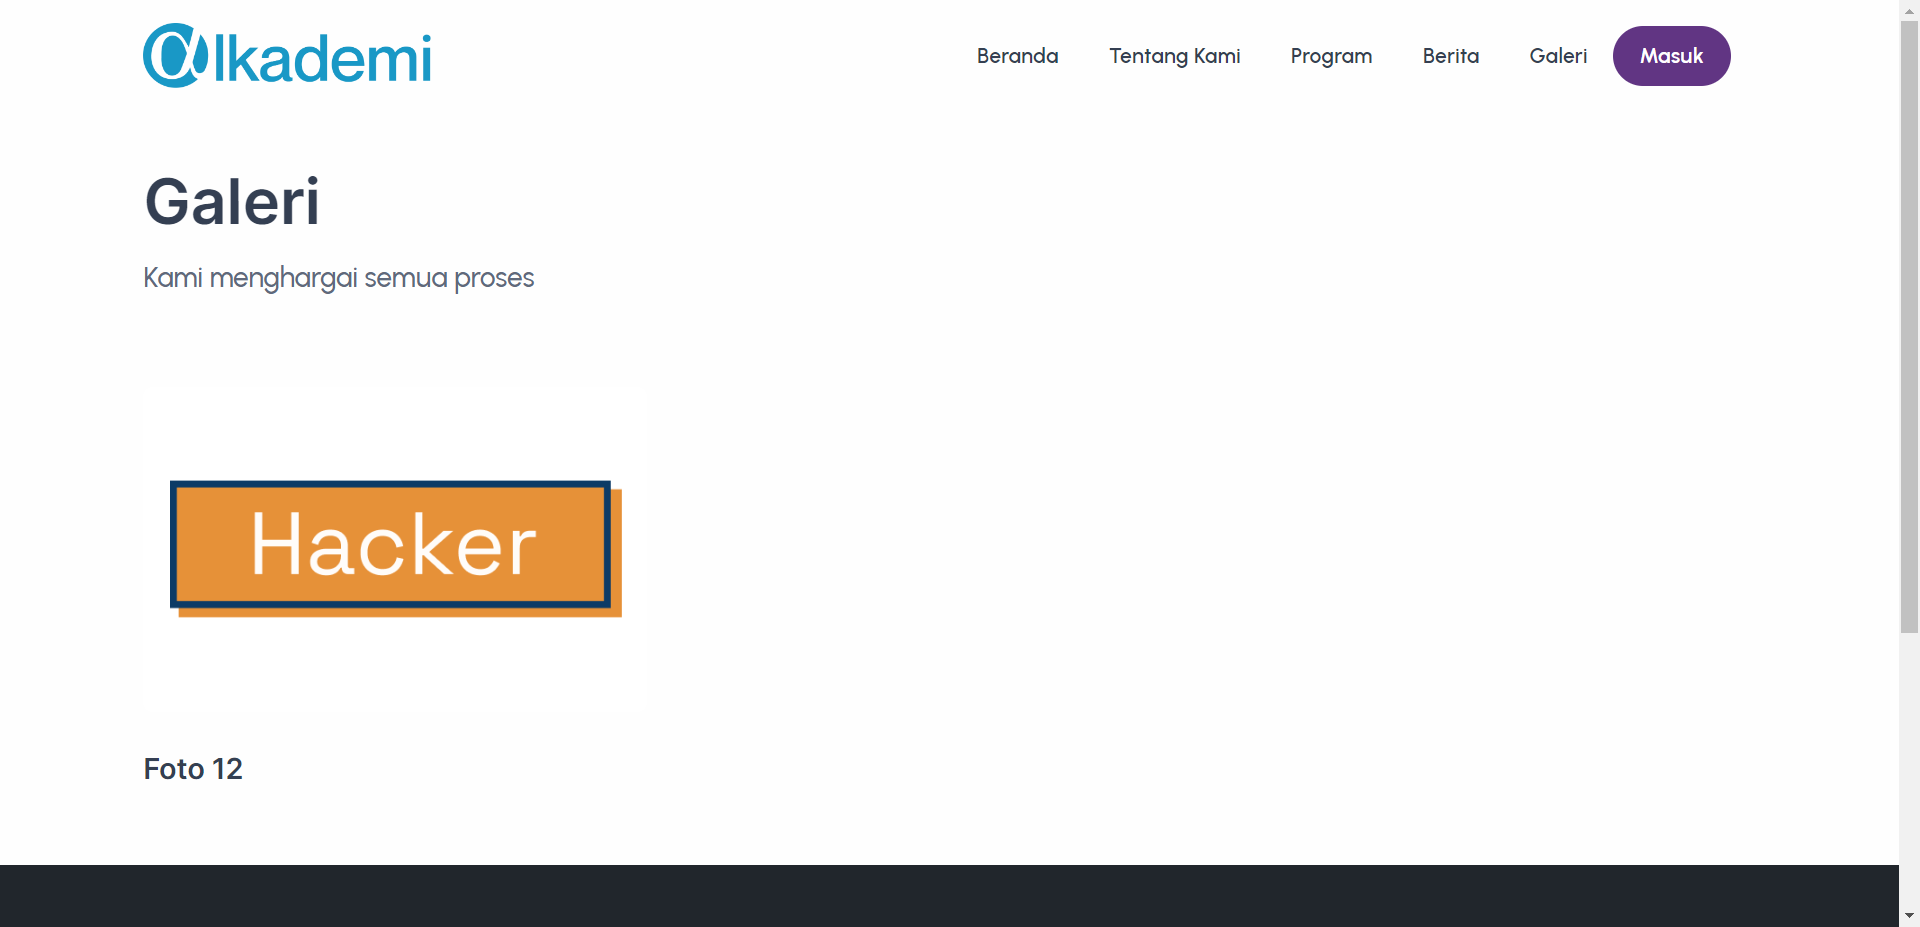 @lkademi
Beranda
Tentang Kami
Program
Berita
Galeri
Masuk
Galeri
Kami menghargai semua proses
Hacker
Foto 12